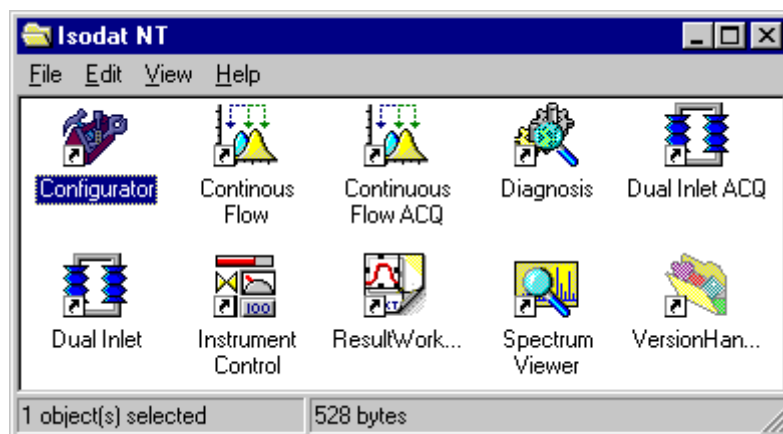 Isodat NT
File Edit View Help
Configurator
Continous
Flow
Continuous
Flow ACQ
Diagnosis
Dual Inlet ACQ
Dual Inlet
Instrument
Control
ResultWork...
Spectrum
Viewer
VersionHan...
1 object(s) selected
528 bytes